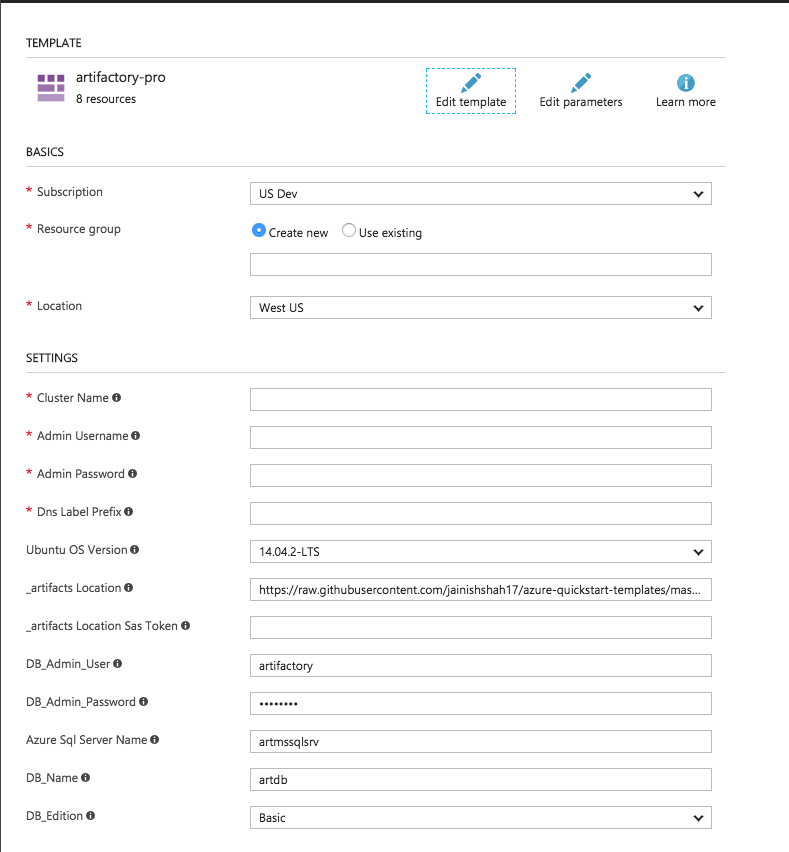 TEMPLATE
artifactory-pro
8 resources
Edit template
Edit parameters
Learn more
BASICS
* Subscription
US Dev
* Resource group
Create new
Use existing
* Location
West US
SETTINGS
* Cluster Name
* Admin Username
* Admin Password
* Dns Label Prefix
Ubuntu OS Version
14.04.2-LTS
_artifacts Location
https://raw.githubusercontent.com/jainishshah17/azure-quickstart-templates/mas...
_artifacts Location Sas Token
DB_Admin_User
artifactory
DB_Admin_Password
••••••••
Azure Sql Server Name
artmssqlsrv
DB_Name
artdb
DB_Edition
Basic